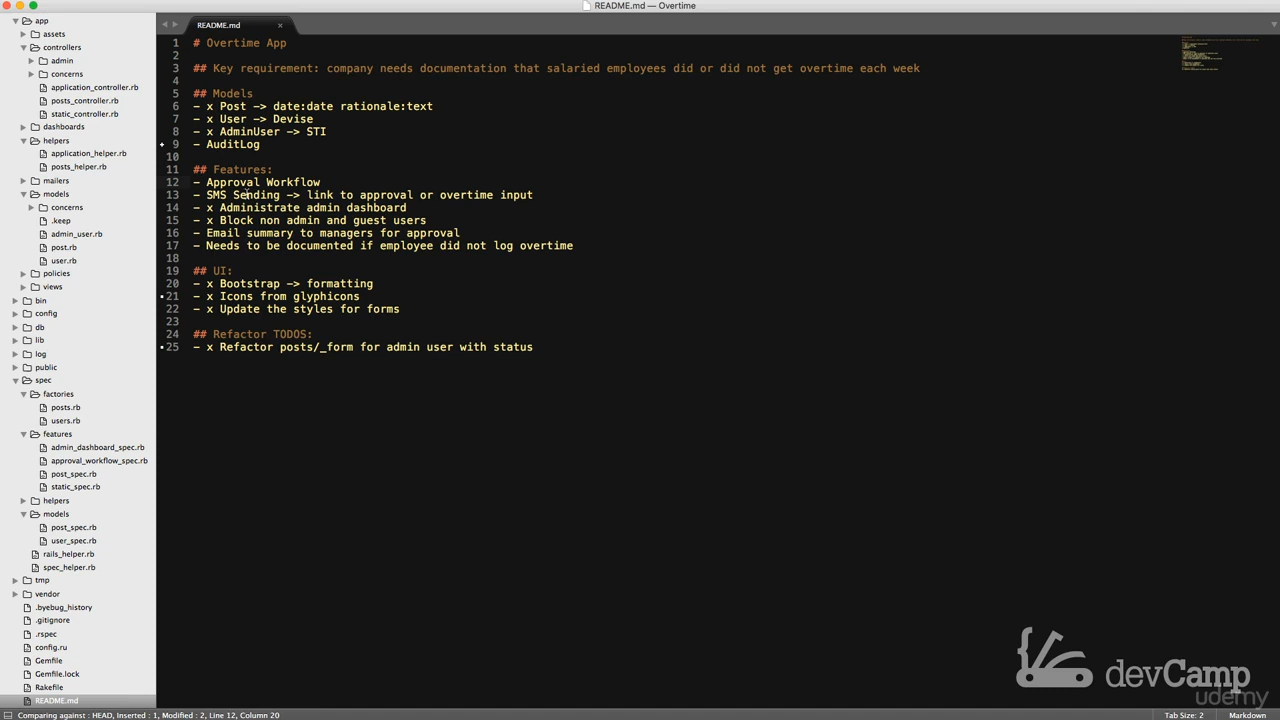 README.md — Overtime
app
assets
controllers
admin
concerns
application_controller.rb
posts_controller.rb
static_controller.rb
dashboards
helpers
application_helper.rb
posts_helper.rb
mailers
models
concerns
.keep
admin_user.rb
post.rb
user.rb
policies
views
bin
config
db
lib
log
public
spec
factories
posts.rb
users.rb
features
admin_dashboard_spec.rb
approval_workflow_spec.rb
post_spec.rb
static_spec.rb
helpers
models
post_spec.rb
user_spec.rb
rails_helper.rb
spec_helper.rb
tmp
vendor
.byebug_history
.gitignore
.rspec
config.ru
Gemfile
Gemfile.lock
Rakefile
README.md
README.md ×
1 # Overtime App
2
3 ## Key requirement: company needs documentation that salaried employees did or did not get overtime each week
4
5 ## Models
6 - x Post -> date:date rationale:text
7 - x User -> Devise
8 - x AdminUser -> STI
9 - AuditLog
10
11 ## Features:
12 - Approval Workflow
13 - SMS Sending -> link to approval or overtime input
14 - x Administrate admin dashboard
15 - x Block non admin and guest users
16 - Email summary to managers for approval
17 - Needs to be documented if employee did not log overtime
18
19 ## UI:
20 - x Bootstrap -> formatting
21 - x Icons from glyphicons
22 - x Update the styles for forms
23
24 ## Refactor TODOS:
25 - x Refactor posts/_form for admin user with status
devCamp
udemy
Comparing against : HEAD, Inserted : 1, Modified : 2, Line 12, Column 20
Tab Size: 2
Markdown